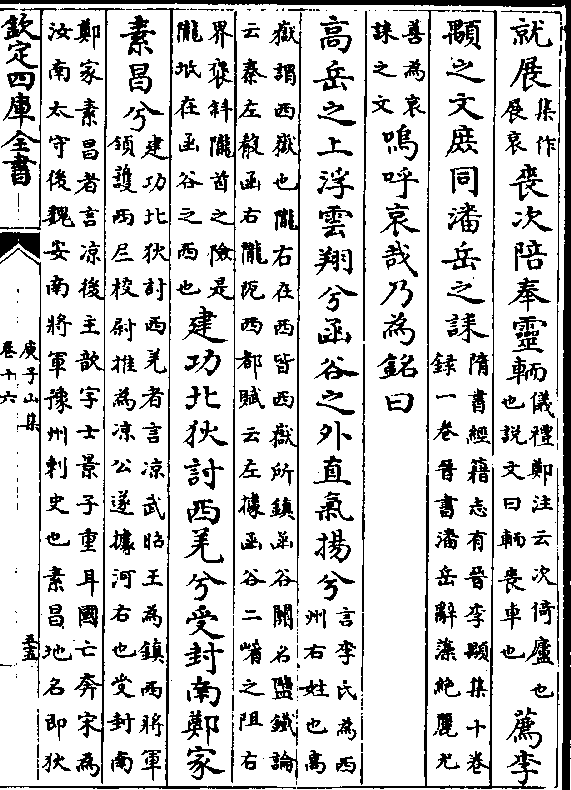 就展集作展哀喪次陪奉靈輀儀禮鄭注云次倚廬也也説文曰輀喪車也薦李
顯之文庶同潘岳之誄隋書經籍志有晉李顯集十卷録一卷晉書潘岳辭藻絶麗尤
善為哀誄之文嗚呼哀哉乃為銘曰
高岳之上浮雲翔兮函谷之外直氣揚兮言李氏為西州右姓也高
嶽謂西嶽也隴右在西皆西嶽所鎮函谷關名鹽鐵論
云秦左殽函右隴阺西都賦云左據函谷二崤之阻右
界襃斜隴首之險是隴坻在函谷之西也建功北狄討西羌兮受封南鄭家
素昌兮建功北狄討西羌者言凉武昭王為鎮西將軍領護西尼校尉推為凉公遂據河右也受封南
鄭家素昌者言凉後主歆字士景子重耳國亡奔宋為
汝南太守後魏安南將軍豫州刺史也素昌地名即狄
欽定四庫全書
庾子山集
卷十六